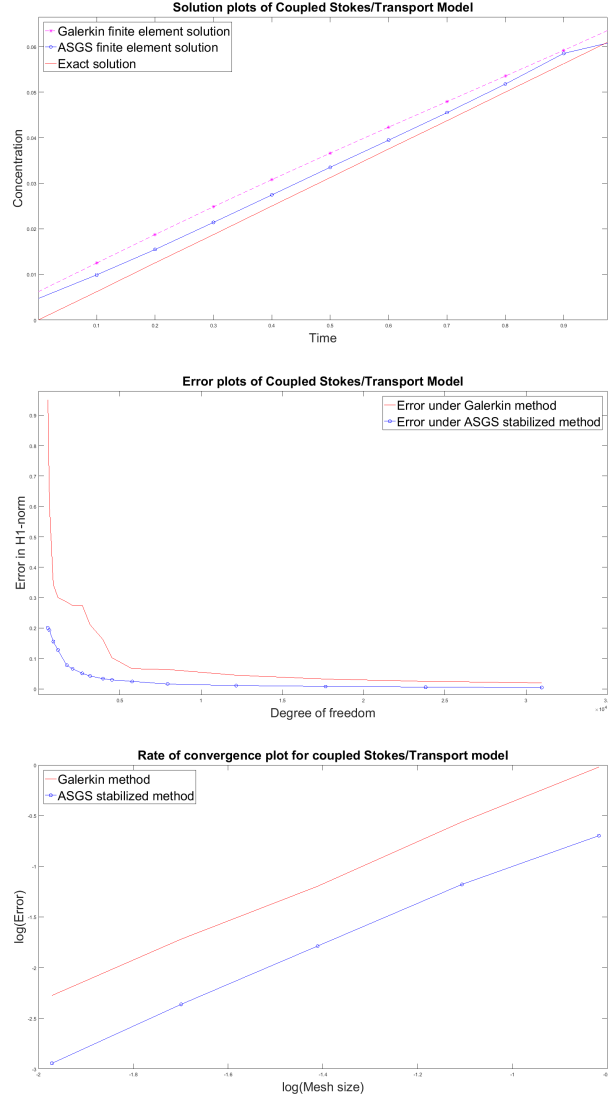 Solution plots of Coupled Stokes/Transport Model
Galerkin finite element solution
ASGS finite element solution
Exact solution
Concentration
0.06
0.05
0.04
0.03
0.02
0.01
0
0.1
0.2
0.3
0.4
0.5
0.6
0.7
0.8
0.9
Time
Error plots of Coupled Stokes/Transport Model
Error under Galerkin method
Error under ASGS stabilized method
Error in H1-norm
0.9
0.8
0.7
0.6
0.5
0.4
0.3
0.2
0.1
0
0.5
1
1.5
2
2.5
3
Degree of freedom
Rate of convergence plot for coupled Stokes/Transport model
Galerkin method
ASGS stabilized method
log(Error)
0
-0.5
-1
-1.5
-2
-2.5
-3
-2
-1.8
-1.6
-1.4
-1.2
-1
log(Mesh size)